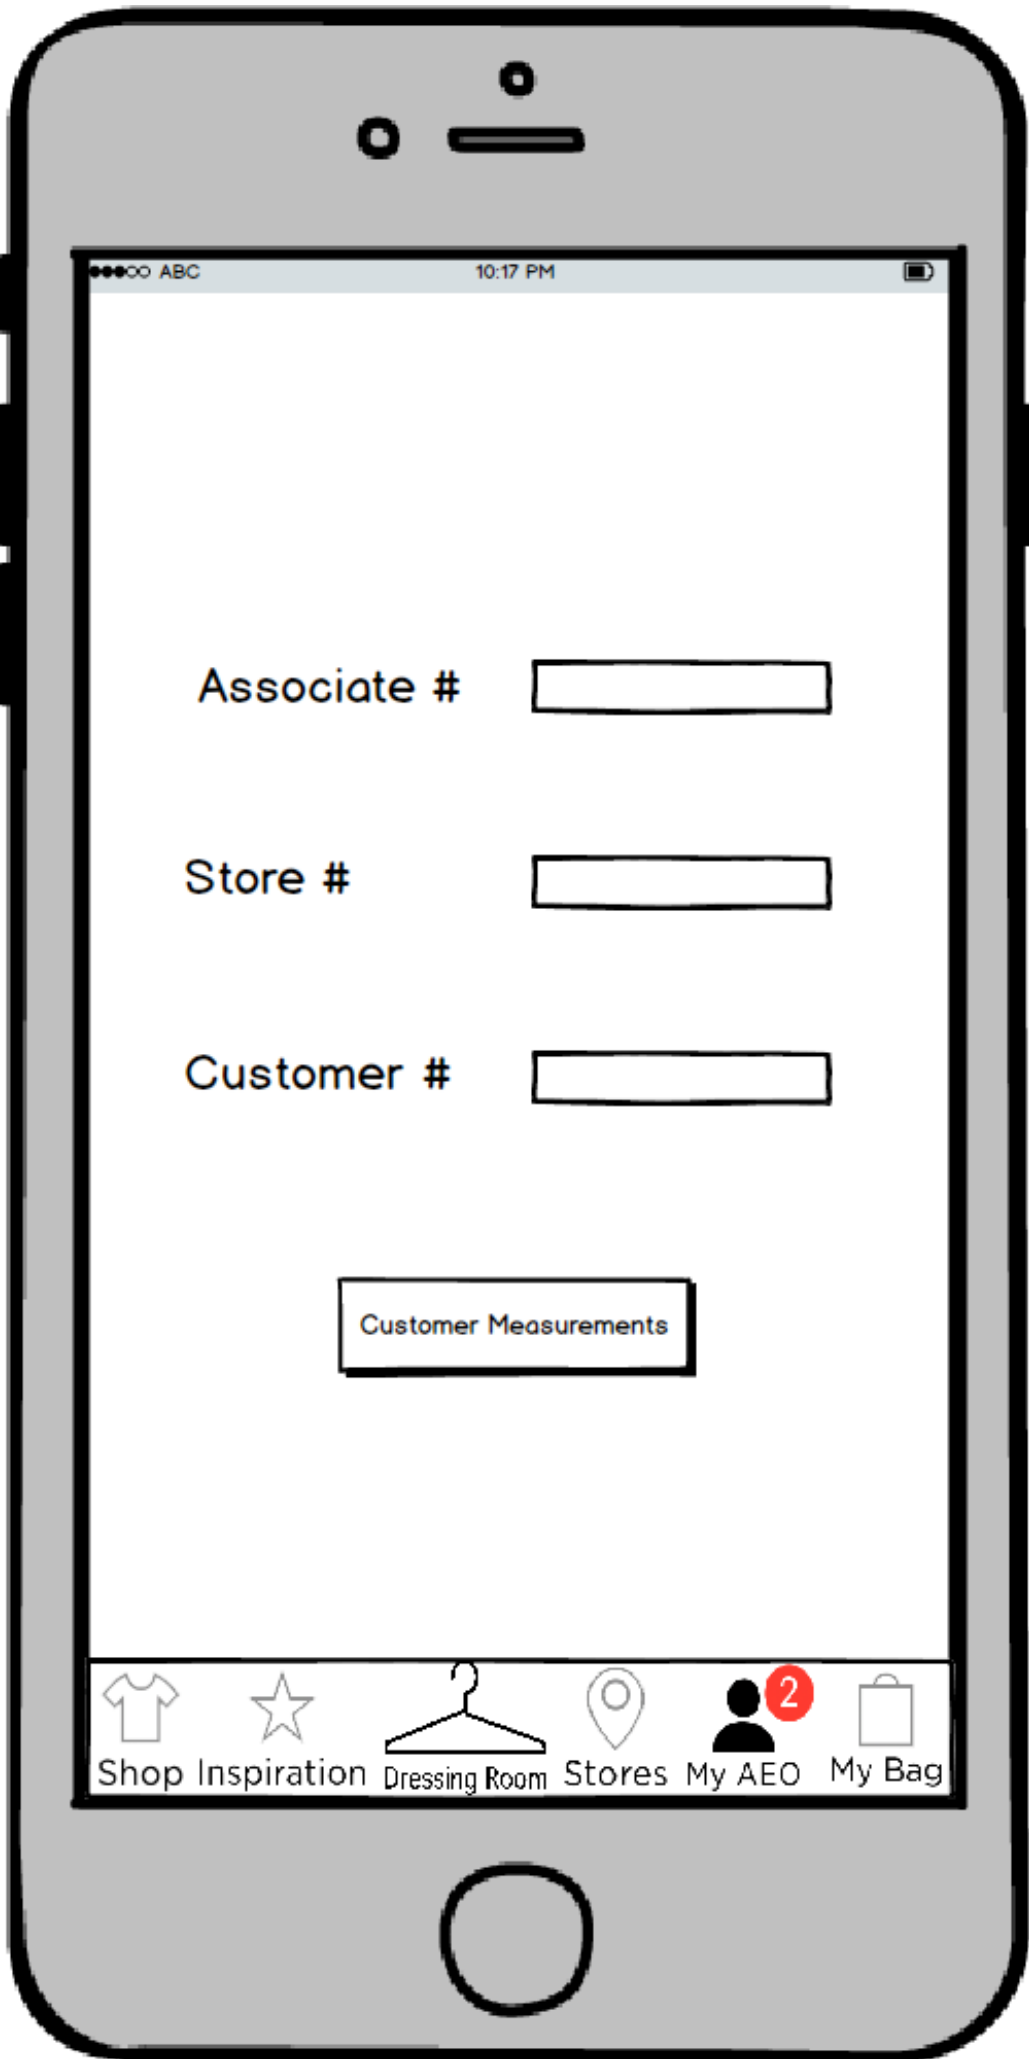 ABC 10:17 PM
Associate #
Store #
Customer #
Customer Measurements
2
Shop Inspiration Dressing Room Stores My AEO My Bag